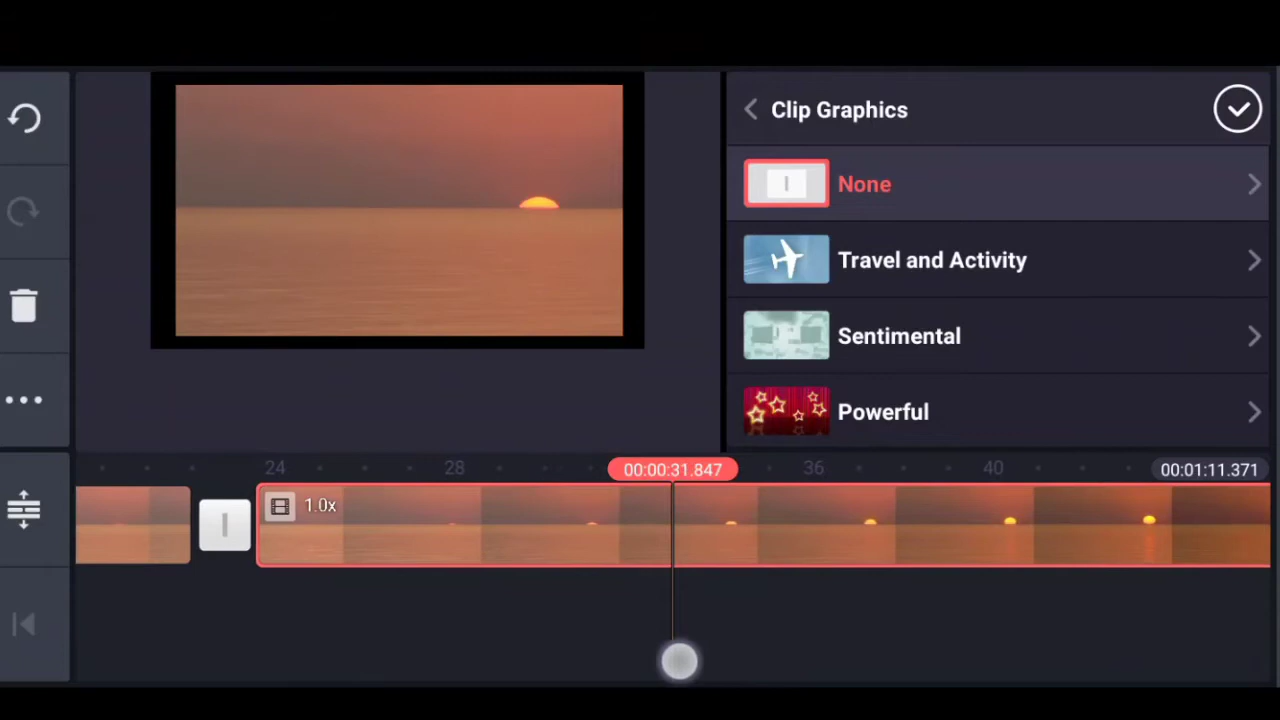 Clip Graphics
None
Travel and Activity
Sentimental
Powerful
24
28
00:00:31.847
36
40
00:01:11.371
1.0x